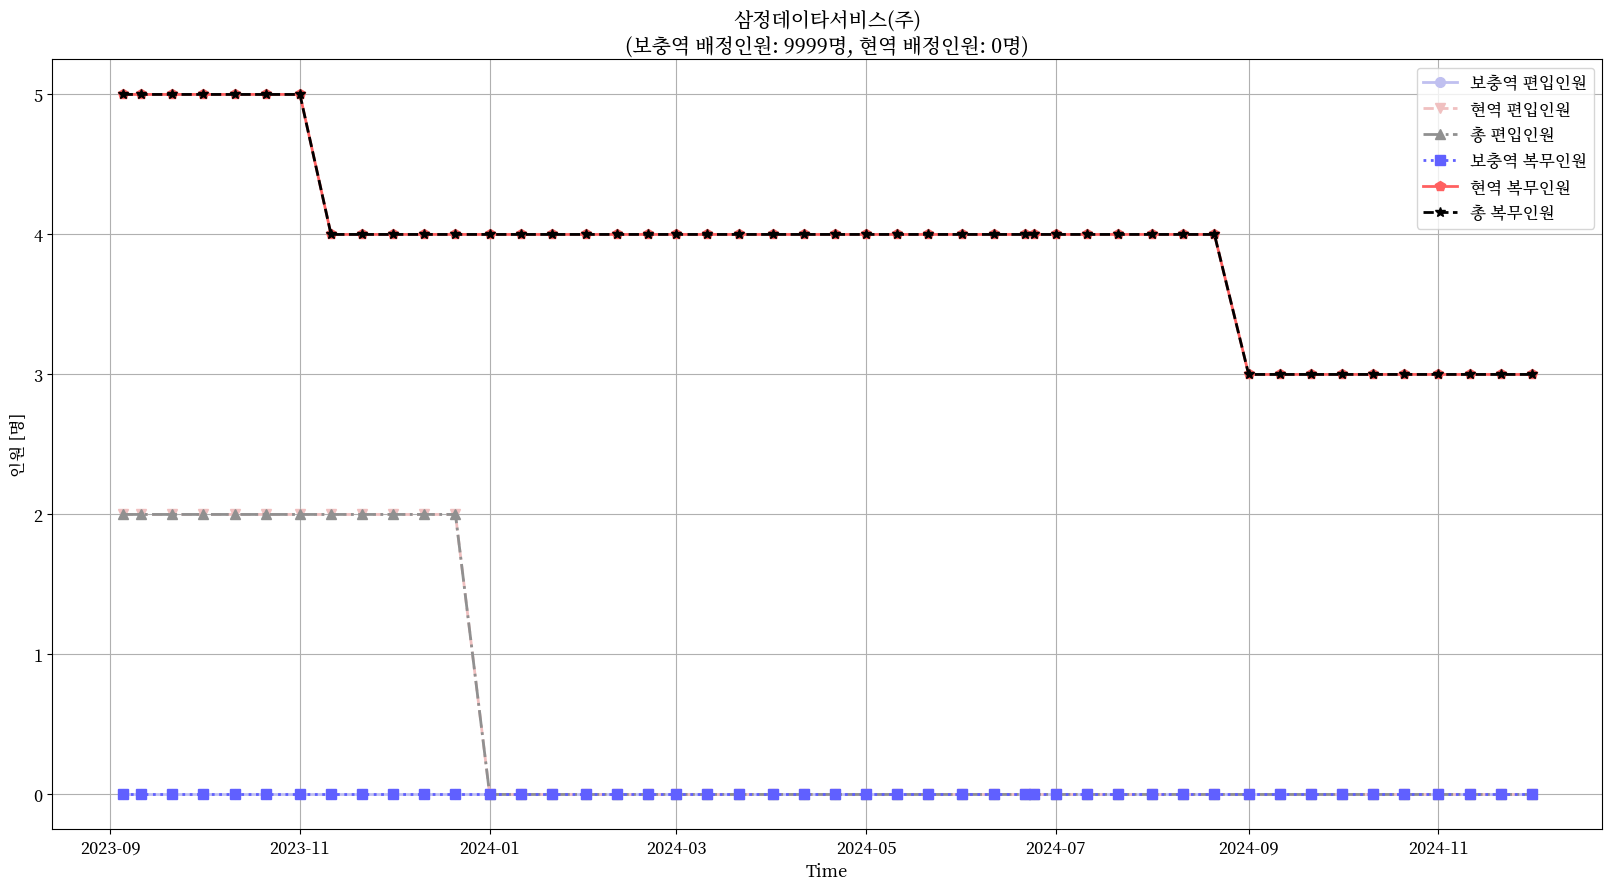 삼정데이타서비스(주)
(보충역 배정인원: 9999명, 현역 배정인원: 0명)
보충역 편입인원
현역 편입인원
총 편입인원
보충역 복무인원
현역 복무인원
총 복무인원
인원 [명]
5
4
3
2
1
0
2023-09
2023-11
2024-01
2024-03
2024-05
2024-07
2024-09
2024-11
Time